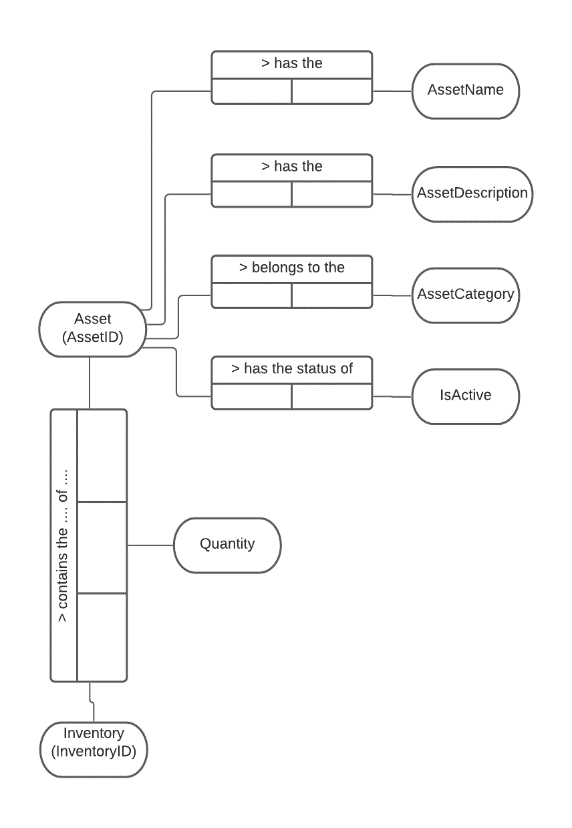 > has the
AssetName
> has the
AssetDescription
> belongs to the
AssetCategory
Asset
(AssetID)
> has the status of
IsActive
> contains the .... of ....
Quantity
Inventory
(InventoryID)